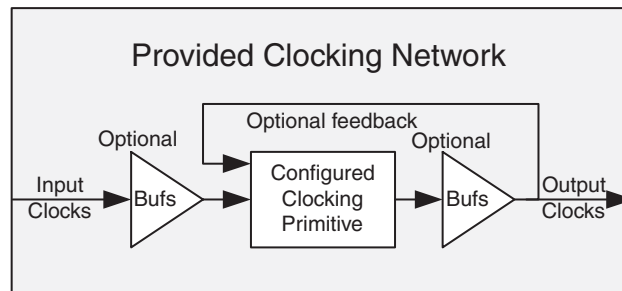 Provided Clocking Network
Optional feedback
Optional
Optional
Input
Clocks
Bufs
Configured
Clocking
Primitive
Bufs
Output
Clocks